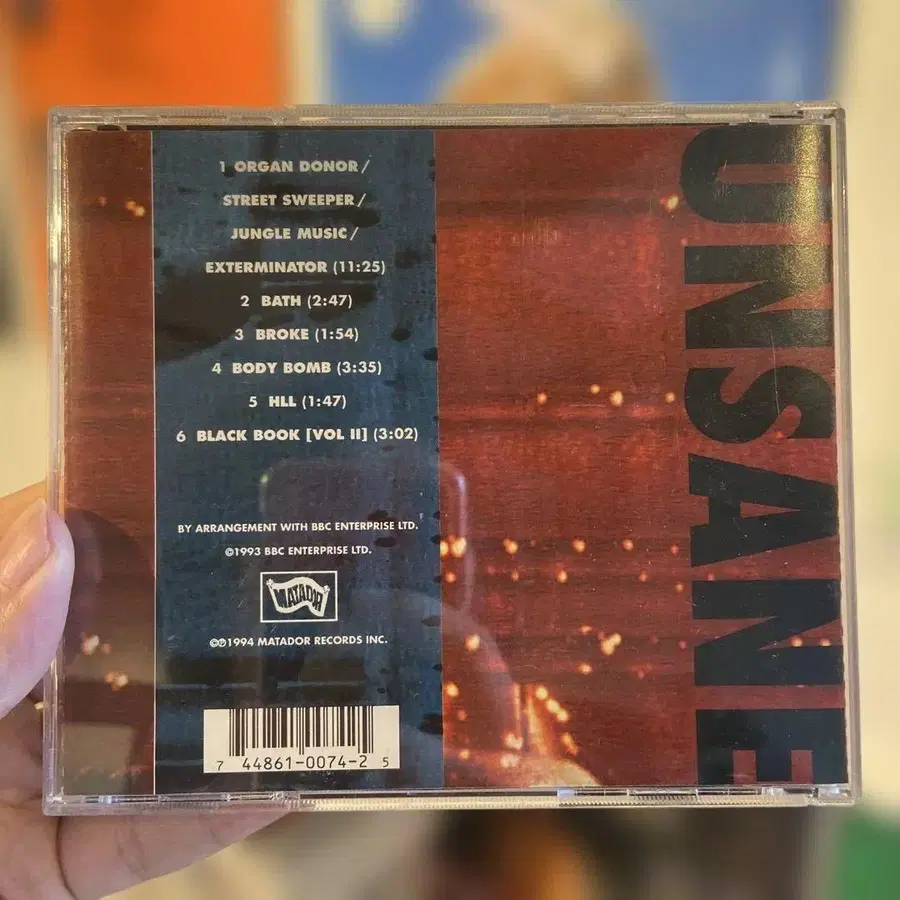 1 ORGAN DONOR/
STREET SWEEPER/
JUNGLE MUSIC/
EXTERMINATOR (11:25)
2 BATH (2:47)
3 BROKE (1:54)
4 BODY BOMB (3:35)
5 HLL (1:47)
6 BLACK BOOK [VOL II] (3:02)
BY ARRANGEMENT WITH BBC ENTERPRISE LTD.
©1993 BBC ENTERPRISE LTD.
MATADOR
©℗1994 MATADOR RECORDS INC.
7 44861-0074-2 5
UNSANE